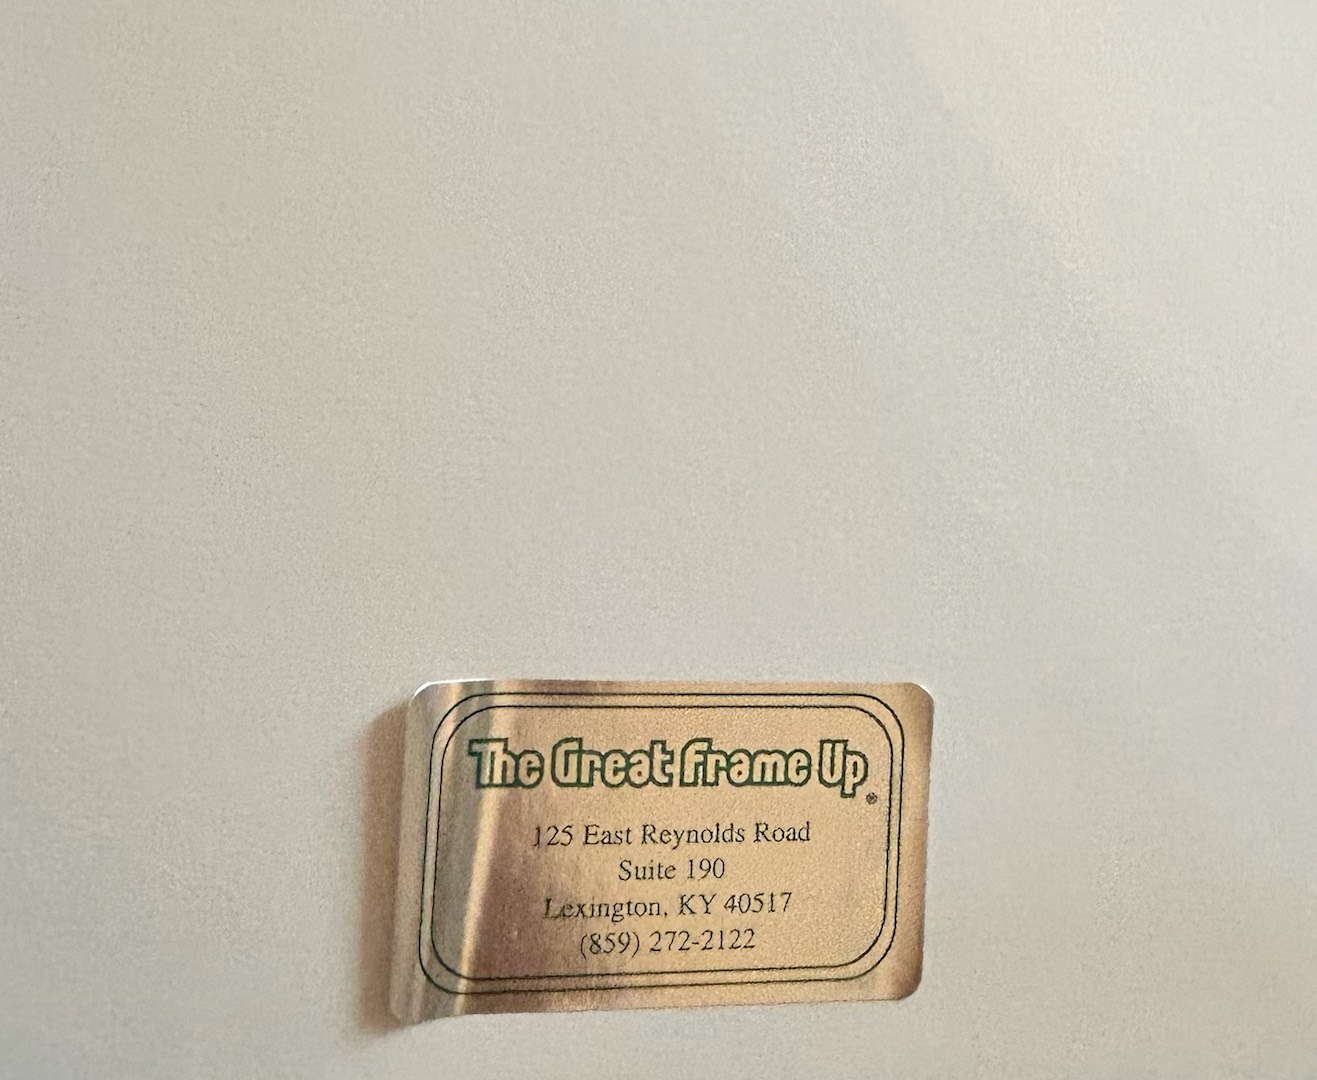 The Great Frame Up®
125 East Reynolds Road
Suite 190
Lexington, KY 40517
(859) 272-2122